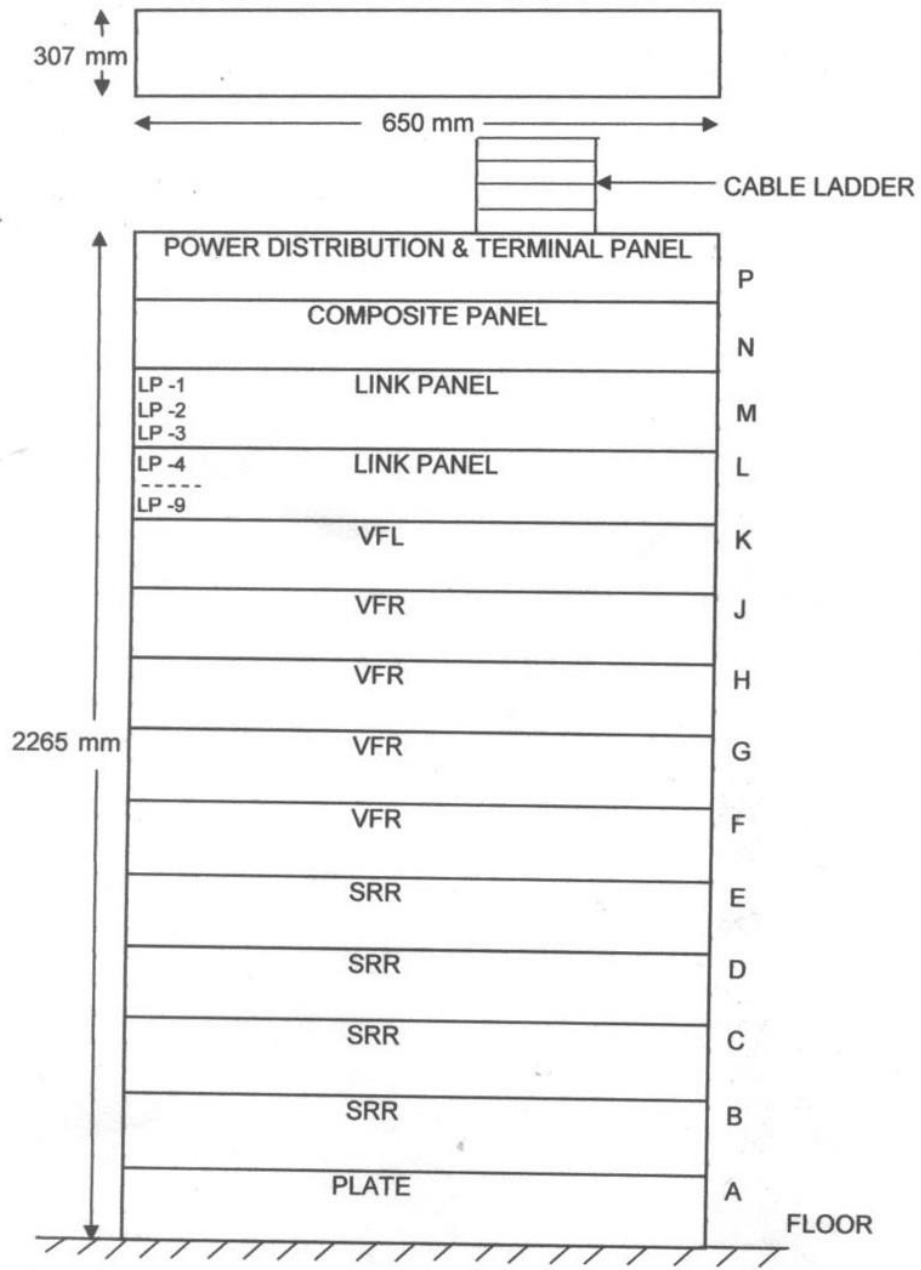 307 mm
650 mm
CABLE LADDER
POWER DISTRIBUTION & TERMINAL PANEL
P
COMPOSITE PANEL
N
LP -1 LINK PANEL
LP -2
M
LP -3
LP -4 LINK PANEL
L
-----
LP -9
VFL
K
VFR
J
VFR
H
2265 mm
VFR
G
VFR
F
SRR
E
SRR
D
SRR
C
SRR
B
PLATE
A
FLOOR